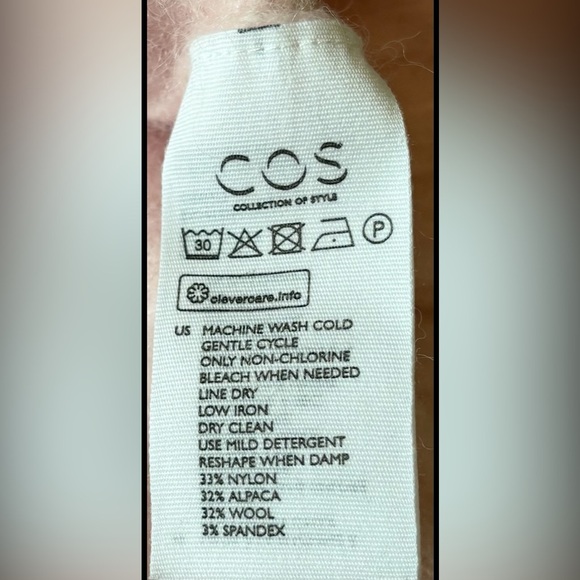 COS
COLLECTION OF STYLE
30 P
clevercare.info
US MACHINE WASH COLD
GENTLE CYCLE
ONLY NON-CHLORINE
BLEACH WHEN NEEDED
LINE DRY
LOW IRON
DRY CLEAN
USE MILD DETERGENT
RESHAPE WHEN DAMP
33% NYLON
32% ALPACA
32% WOOL
3% SPANDEX